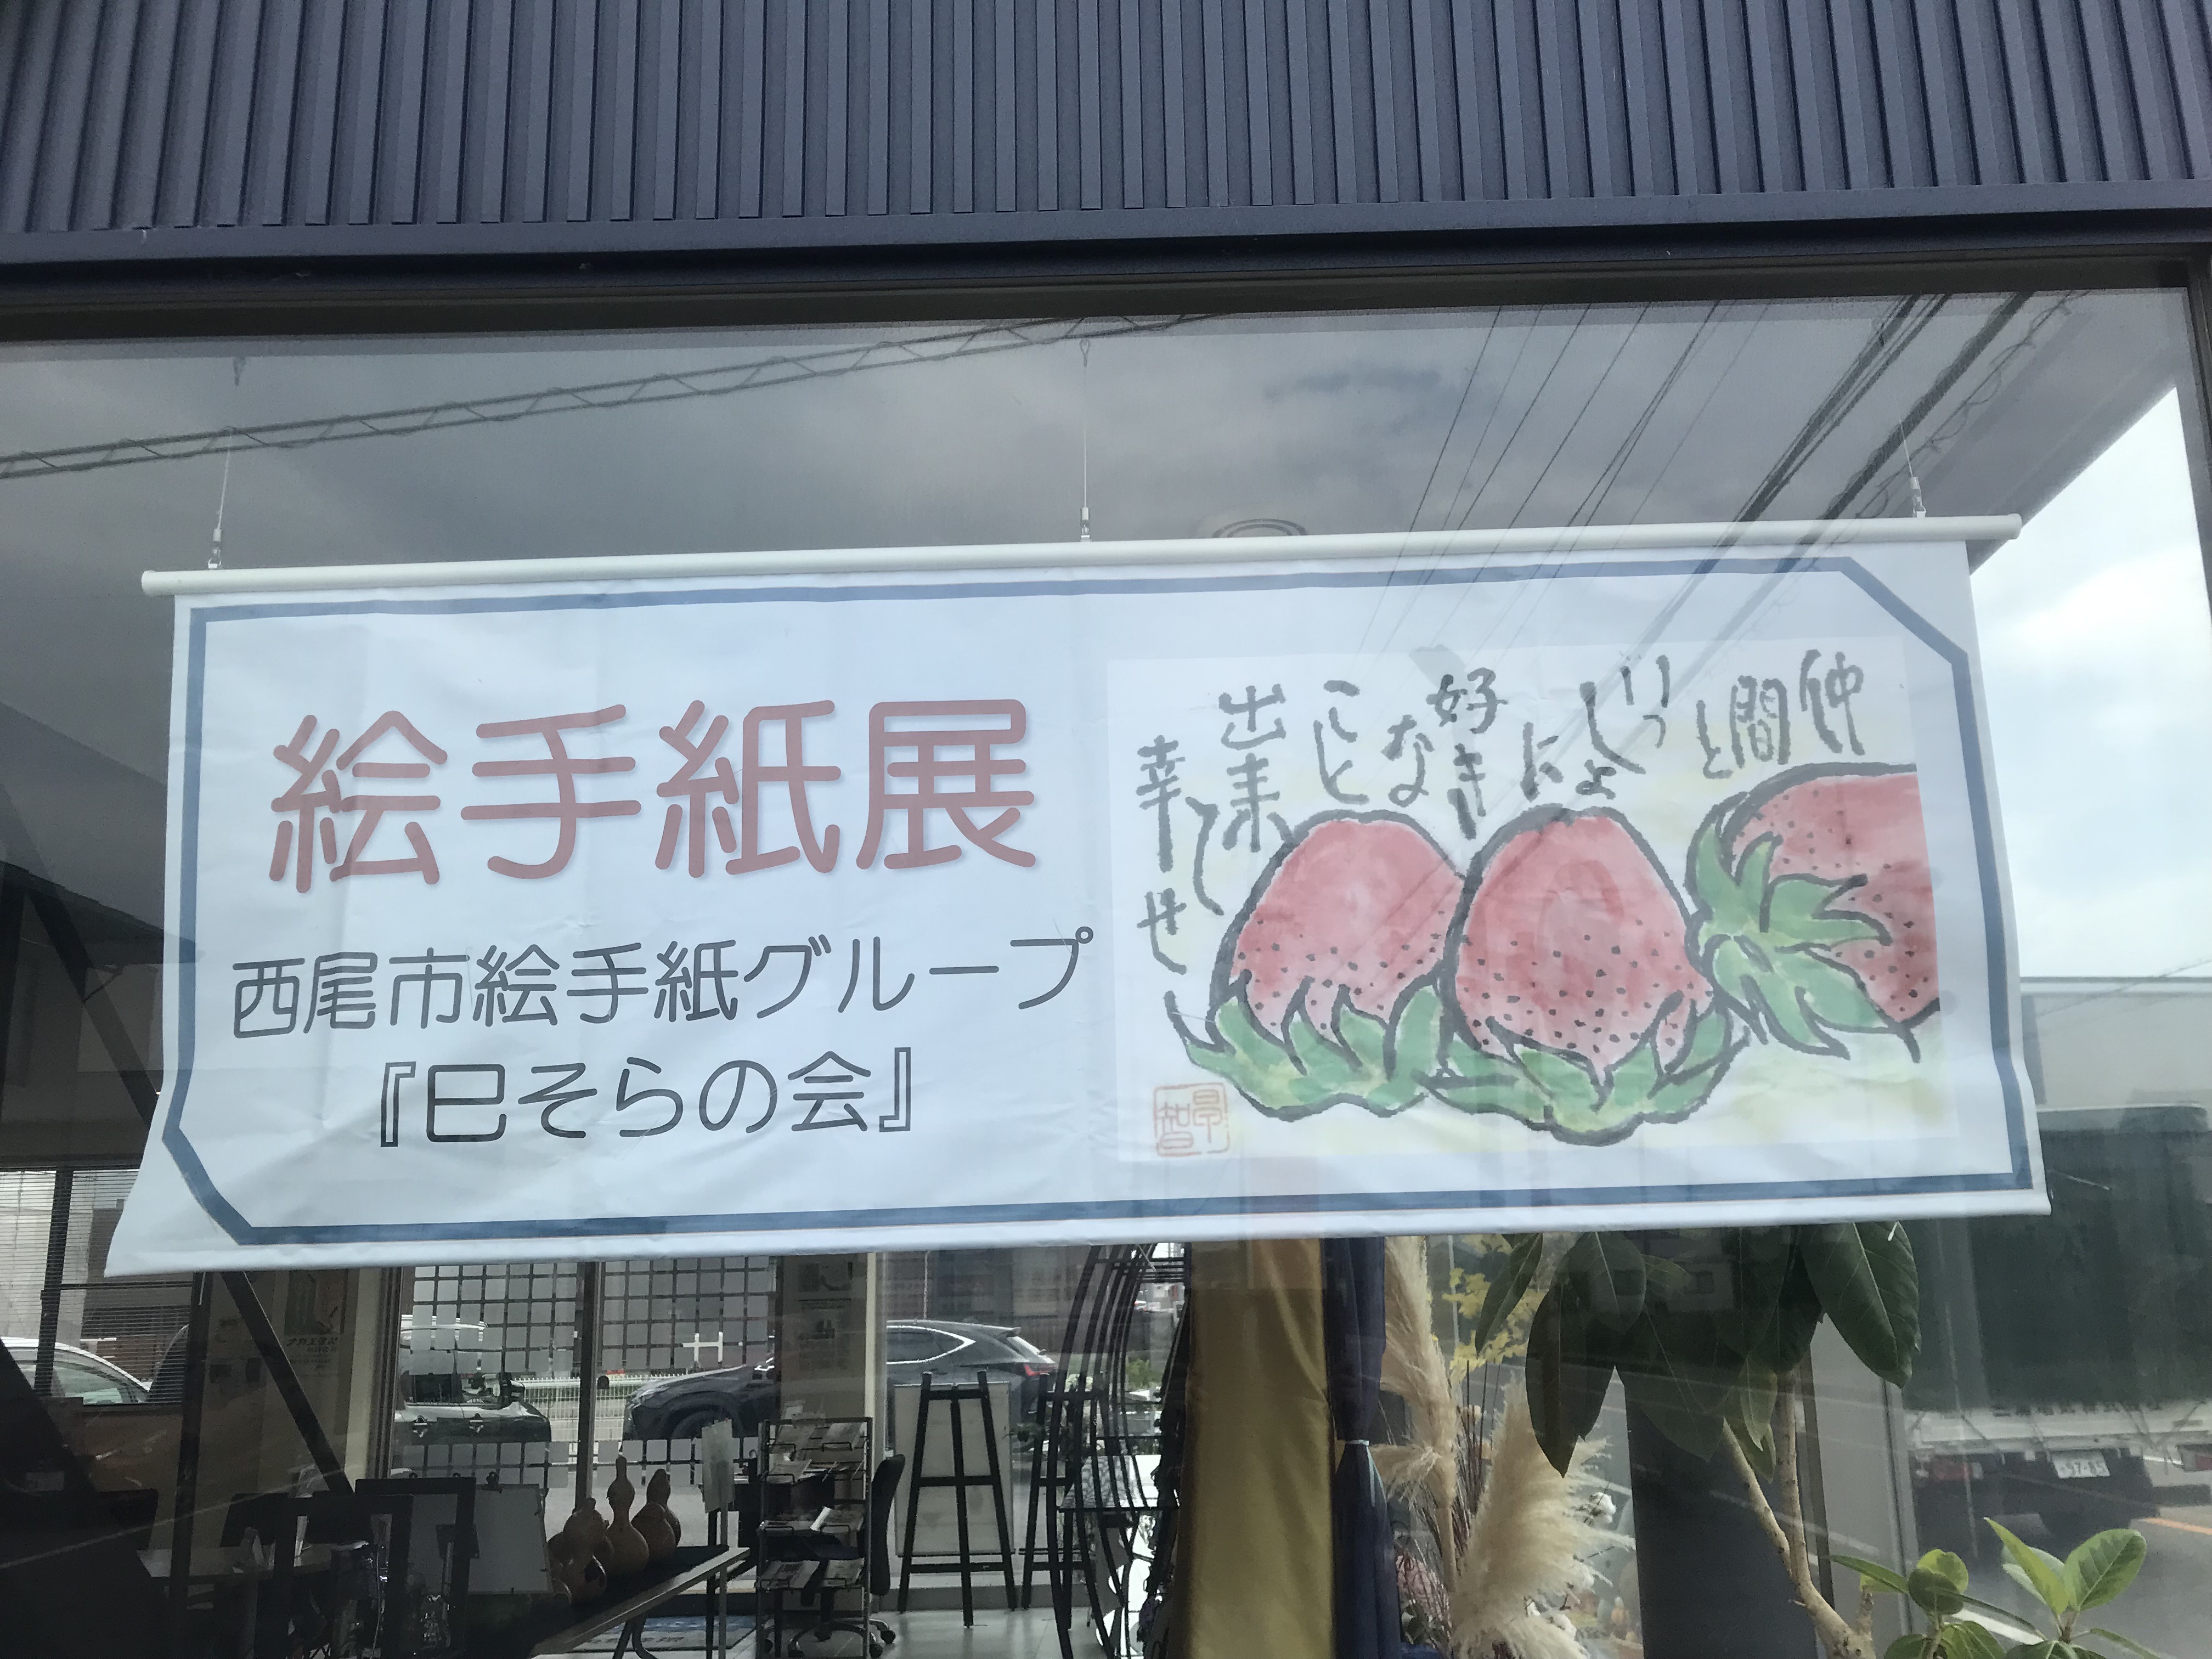 絵手紙展
西尾市絵手紙グループ
『巳そらの会』
仲間と
いっしょに
好きな
こと
出来て
幸せ